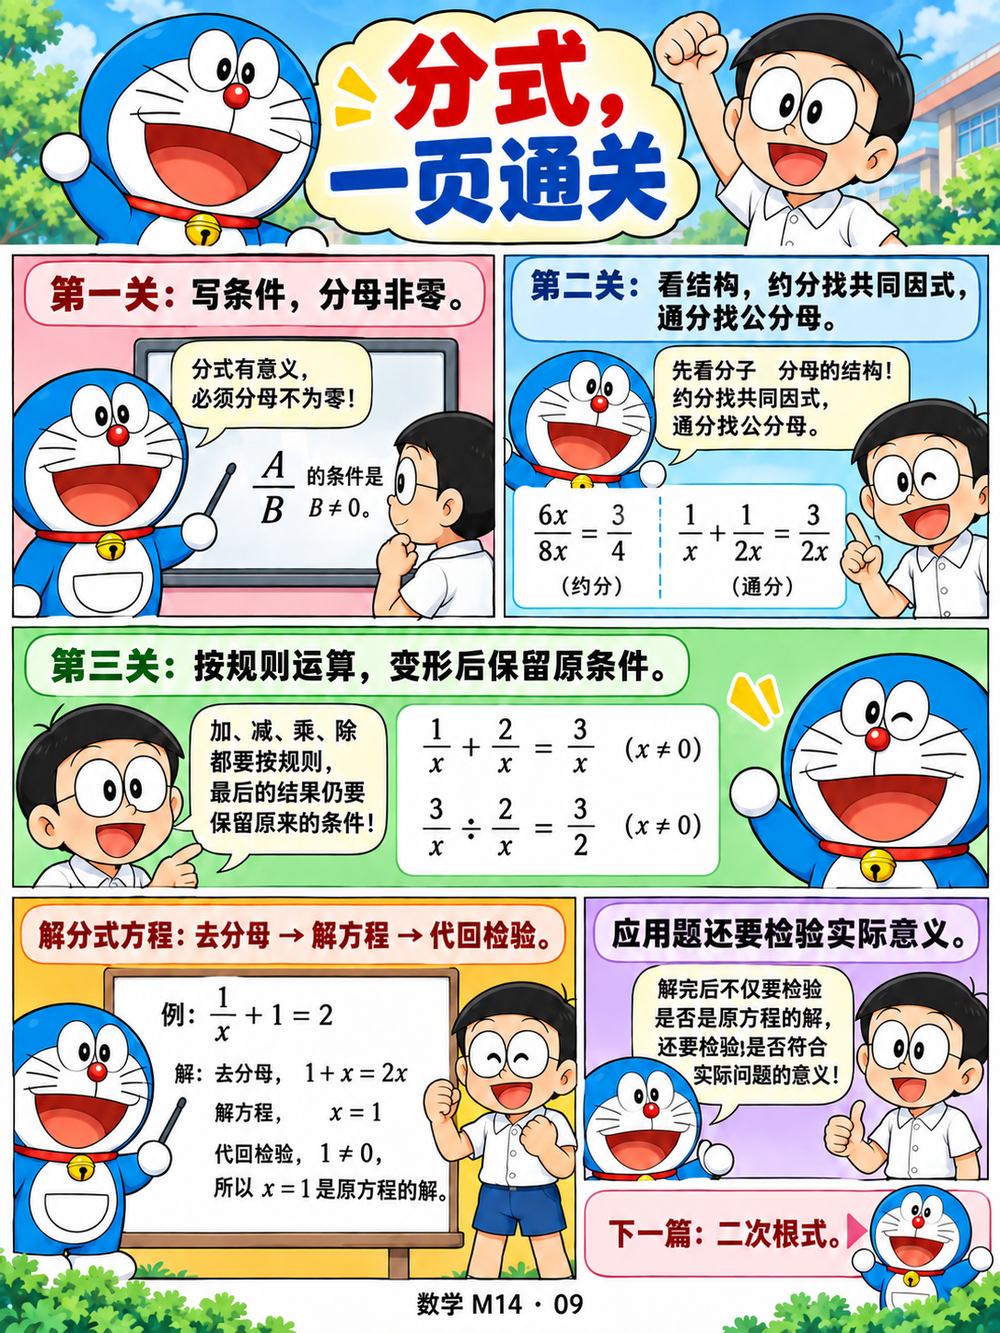 分式，
一页通关
第一关：写条件，分母非零。
分式有意义，
必须分母不为零！
A/B 的条件是
B ≠ 0。
第二关：看结构，约分找共同因式，
通分找公分母。
先看分子 分母的结构！
约分找共同因式，
通分找公分母。
6x/8x = 3/4
（约分）
1/x + 1/2x = 3/2x
（通分）
第三关：按规则运算，变形后保留原条件。
加、减、乘、除
都要按规则，
最后的结果仍要
保留原来的条件！
1/x + 2/x = 3/x （x ≠ 0）
3/x ÷ 2/x = 3/2 （x ≠ 0）
解分式方程：去分母 → 解方程 → 代回检验。
例：1/x + 1 = 2
解：去分母， 1 + x = 2x
解方程， x = 1
代回检验，1 ≠ 0，
所以 x = 1 是原方程的解。
应用题还要检验实际意义。
解完后不仅要检验
是否是原方程的解，
还要检验是否符合
实际问题的意义！
下一篇：二次根式。
数学 M14 · 09